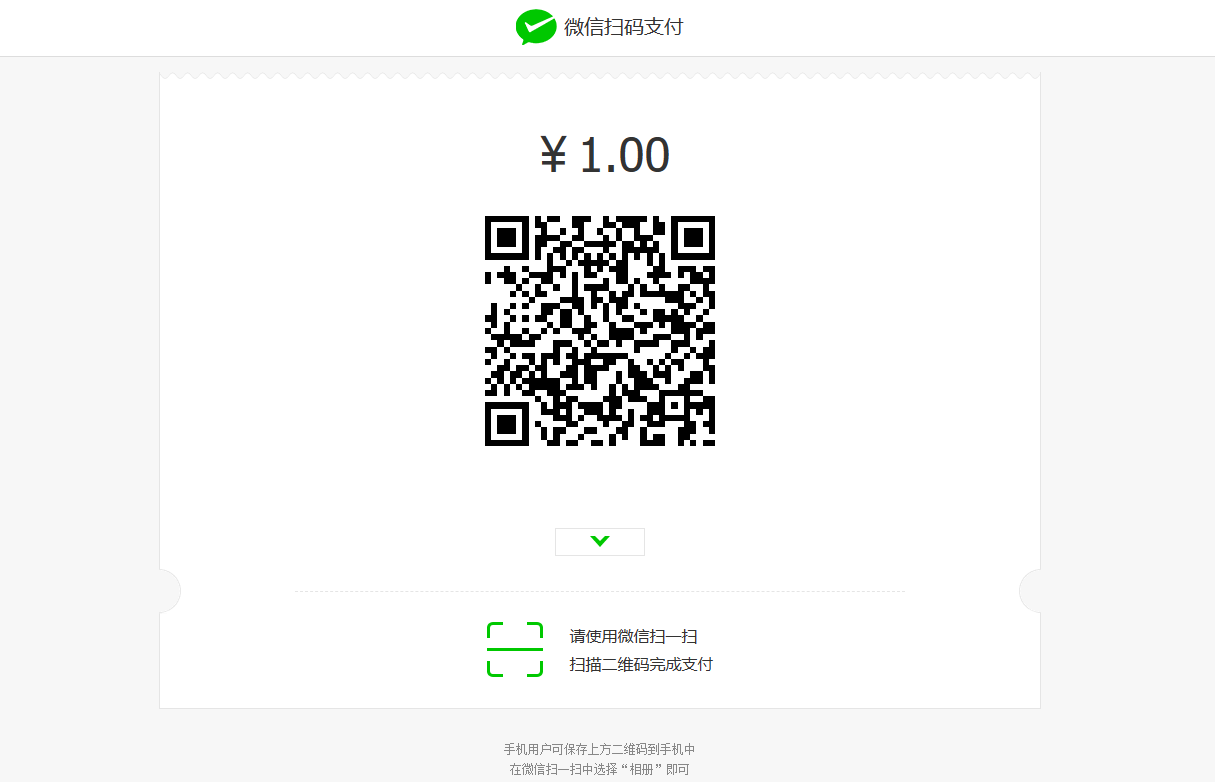 微信扫码支付
¥ 1.00
请使用微信扫一扫
扫描二维码完成支付
手机用户可保存上方二维码到手机中
在微信扫一扫中选择“相册”即可